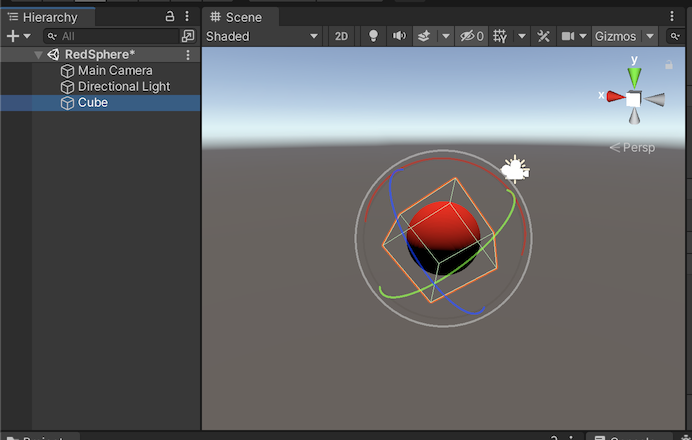 Hierarchy
Scene
All
Shaded
2D
0
Gizmos
RedSphere*
Main Camera
Directional Light
Cube
y
x
Persp